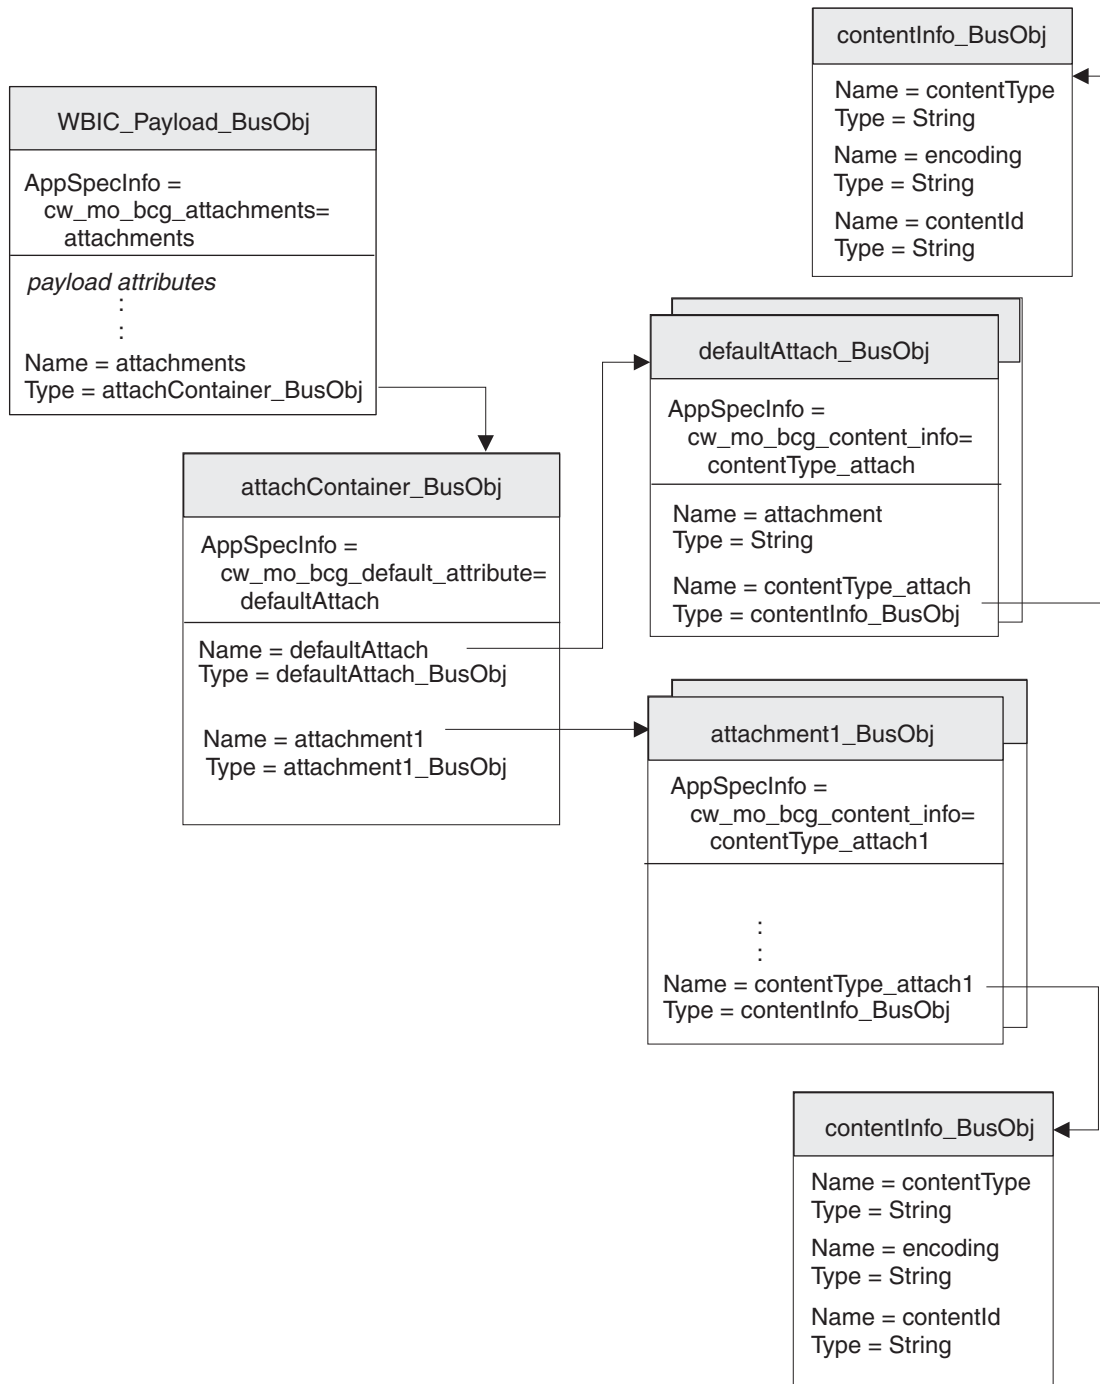 contentInfo_BusObj
Name = contentType
Type = String
Name = encoding
Type = String
Name = contentId
Type = String
WBIC_Payload_BusObj
AppSpecInfo =
cw_mo_bcg_attachments=
attachments
payload attributes
:
:
Name = attachments
Type = attachContainer_BusObj
defaultAttach_BusObj
AppSpecInfo =
cw_mo_bcg_content_info=
contentType_attach
Name = attachment
Type = String
Name = contentType_attach
Type = contentInfo_BusObj
attachContainer_BusObj
AppSpecInfo =
cw_mo_bcg_default_attribute=
defaultAttach
Name = defaultAttach
Type = defaultAttach_BusObj
Name = attachment1
Type = attachment1_BusObj
attachment1_BusObj
AppSpecInfo =
cw_mo_bcg_content_info=
contentType_attach1
:
:
Name = contentType_attach1
Type = contentInfo_BusObj
contentInfo_BusObj
Name = contentType
Type = String
Name = encoding
Type = String
Name = contentId
Type = String